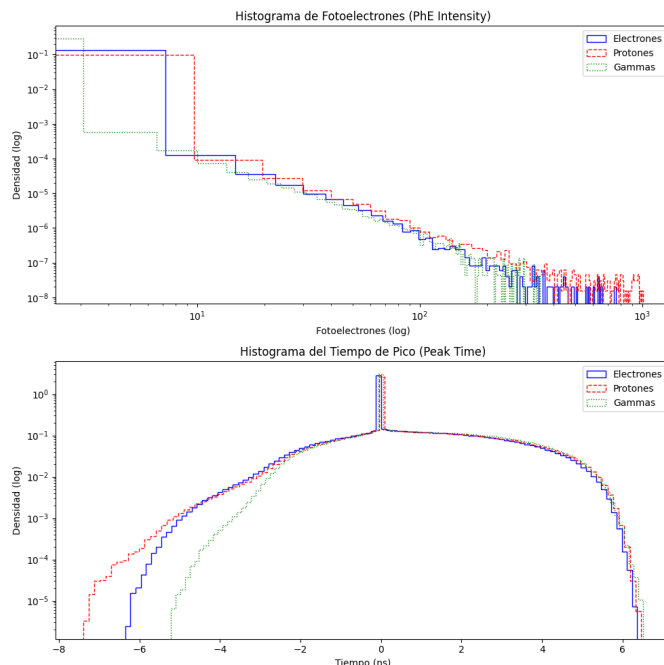 Histograma de Fotoelectrones (PhE Intensity)
Electrones
Protones
Gammas
Densidad (log)
10⁻¹
10⁻²
10⁻³
10⁻⁴
10⁻⁵
10⁻⁶
10⁻⁷
10⁻⁸
10¹
10²
10³
Fotoelectrones (log)
Histograma del Tiempo de Pico (Peak Time)
Electrones
Protones
Gammas
Densidad (log)
10⁰
10⁻¹
10⁻²
10⁻³
10⁻⁴
10⁻⁵
−8 −6 −4 −2 0 2 4 6
Tiempo (ns)